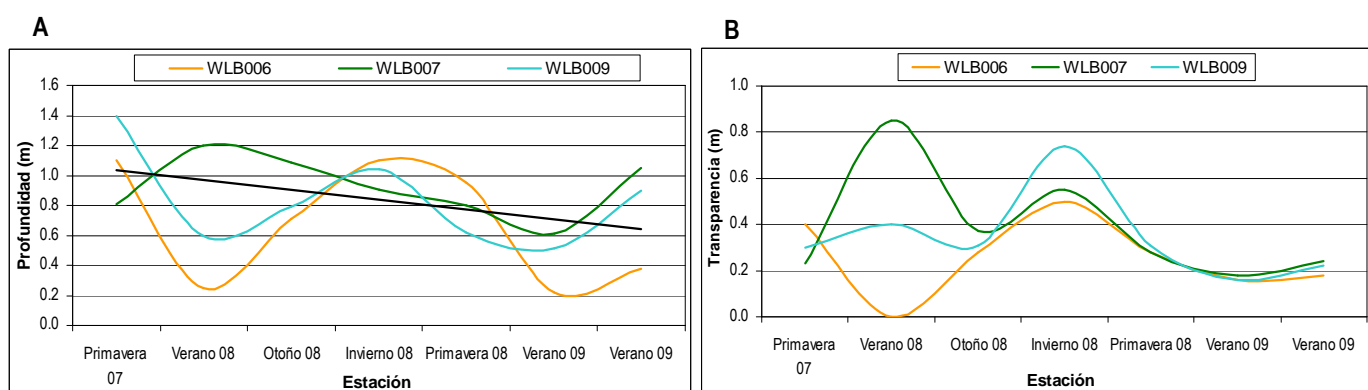 A
WLB006 WLB007 WLB009
Profundidad (m)
1.6
1.4
1.2
1.0
0.8
0.6
0.4
0.2
0.0
Primavera 07 Verano 08 Otoño 08 Invierno 08 Primavera 08 Verano 09 Verano 09
Estación
B
WLB006 WLB007 WLB009
Transparencia (m)
1.0
0.8
0.6
0.4
0.2
0.0
Primavera 07 Verano 08 Otoño 08 Invierno 08 Primavera 08 Verano 09 Verano 09
Estación